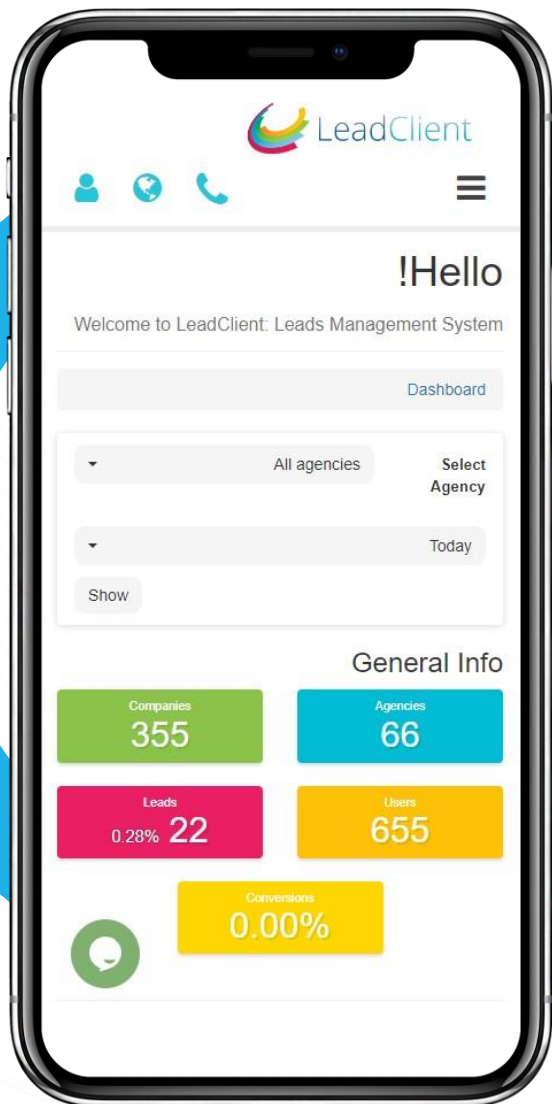 LeadClient
!Hello
Welcome to LeadClient: Leads Management System
Dashboard
Select
Agency
All agencies
Today
Show
General Info
Companies
355
Agencies
66
Leads
0.28% 22
Users
655
Conversions
0.00%